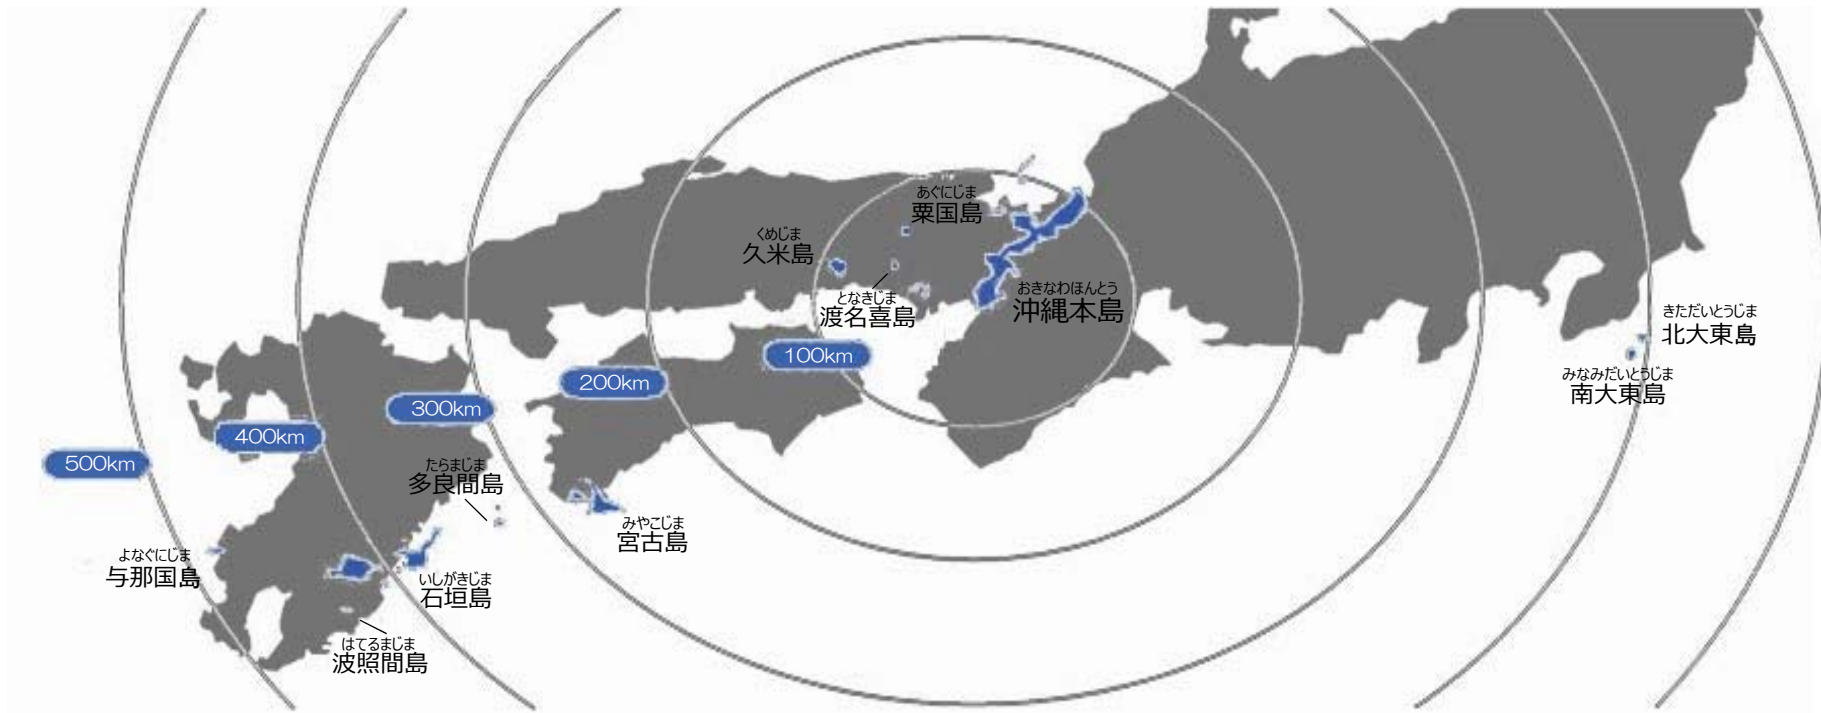 あぐにじま
粟国島
くめじま
久米島
となきじま
渡名喜島
おきなわほんとう
沖縄本島
きただいとうじま
北大東島
みなみだいとうじま
南大東島
100km
200km
300km
400km
500km
たらまじま
多良間島
みやこじま
宮古島
よなぐにじま
与那国島
いしがきじま
石垣島
はてるまじま
波照間島